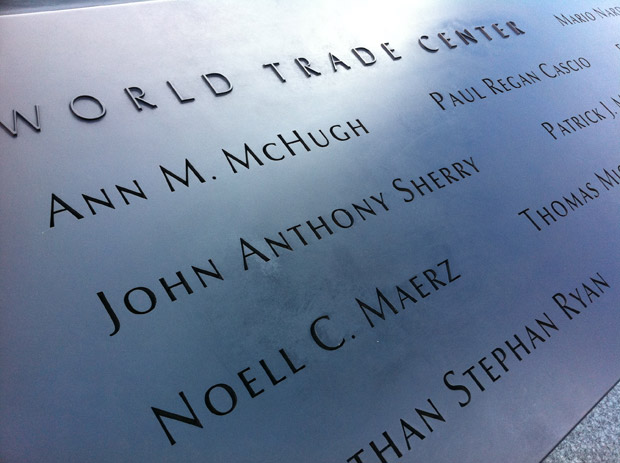 WORLD TRADE CENTER
MARIO
ANN M. MCHUGH
PAUL REGAN CASCIO
JOHN ANTHONY SHERRY
PATRICK J.
NOELL C. MAERZ
THOMAS
STEPHAN RYAN